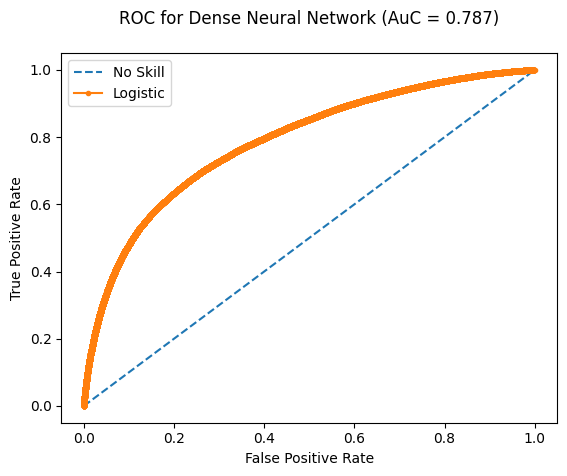 ROC for Dense Neural Network (AuC = 0.787)
No Skill
Logistic
True Positive Rate
1.0
0.8
0.6
0.4
0.2
0.0
0.0 0.2 0.4 0.6 0.8 1.0
False Positive Rate